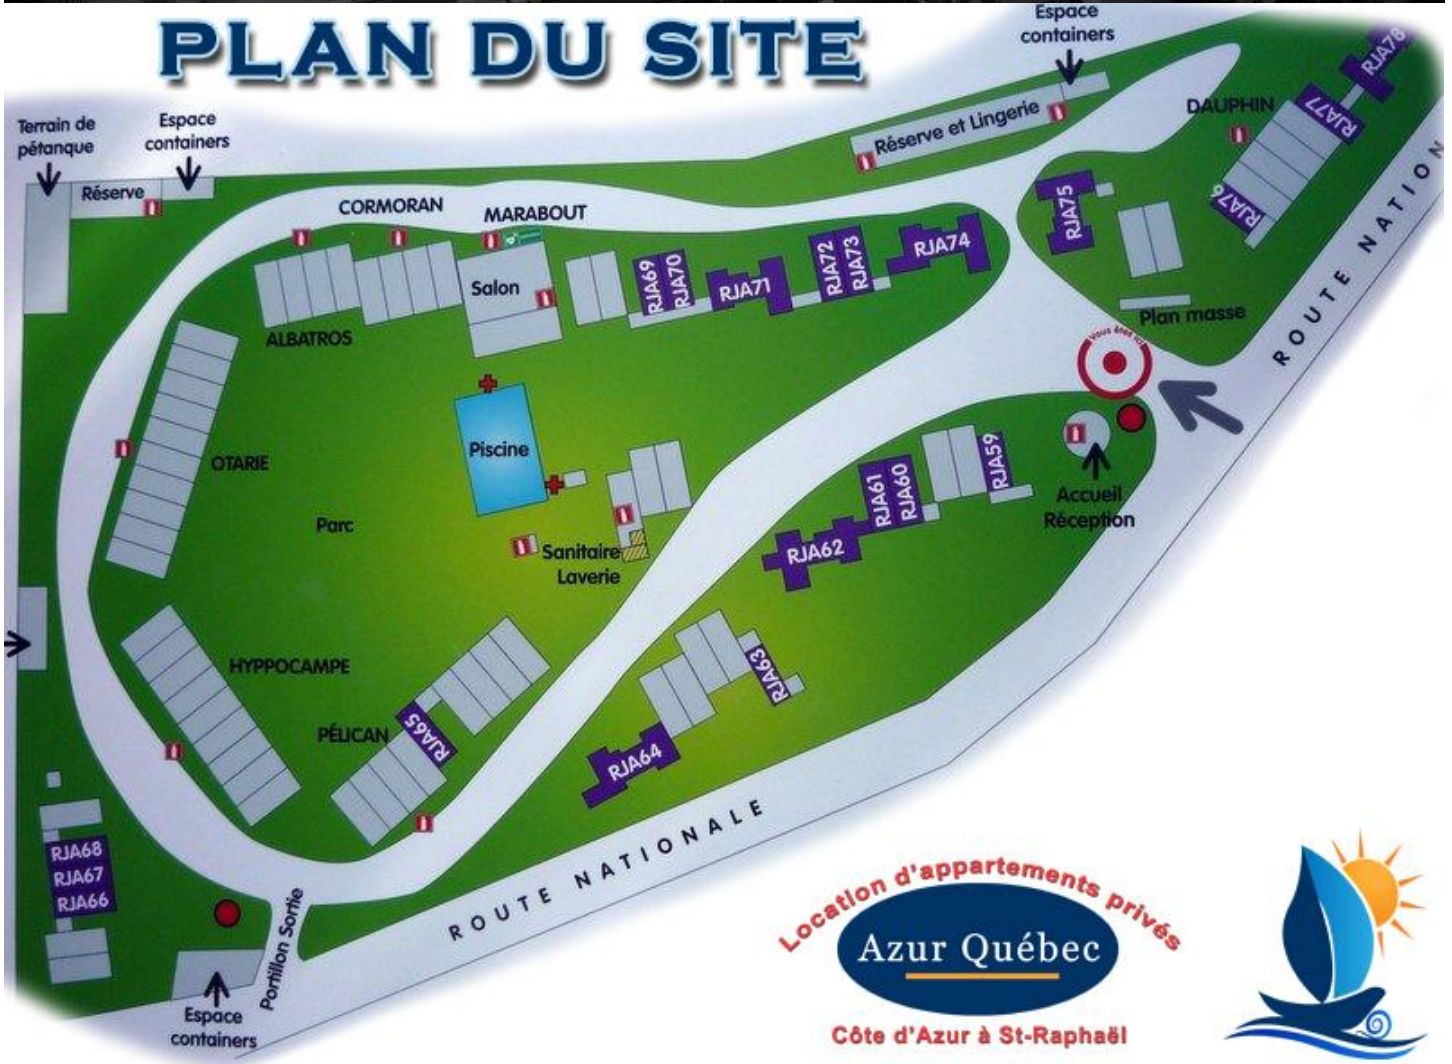 PLAN DU SITE
Espace
containers
RJA78
DAUPHIN
RJA77
Réserve et Lingerie
Terrain de
pétanque
Espace
containers
Réserve
CORMORAN
MARABOUT
RJA75
RJA76
ROUTE NATION
RJA69
RJA70
RJA71
RJA72
RJA73
RJA74
Salon
ALBATROS
Plan masse
Vous êtes ici
Piscine
OTARIE
Parc
Sanitaire
Laverie
RJA61
RJA60
RJA59
RJA62
Accueil
Réception
HYPPOCAMPE
PÉLICAN
RJA65
RJA63
RJA64
RJA68
RJA67
RJA66
ROUTE NATIONALE
Portillon Sortie
Espace
containers
Location d'appartements privés
Azur Québec
Côte d'Azur à St-Raphaël